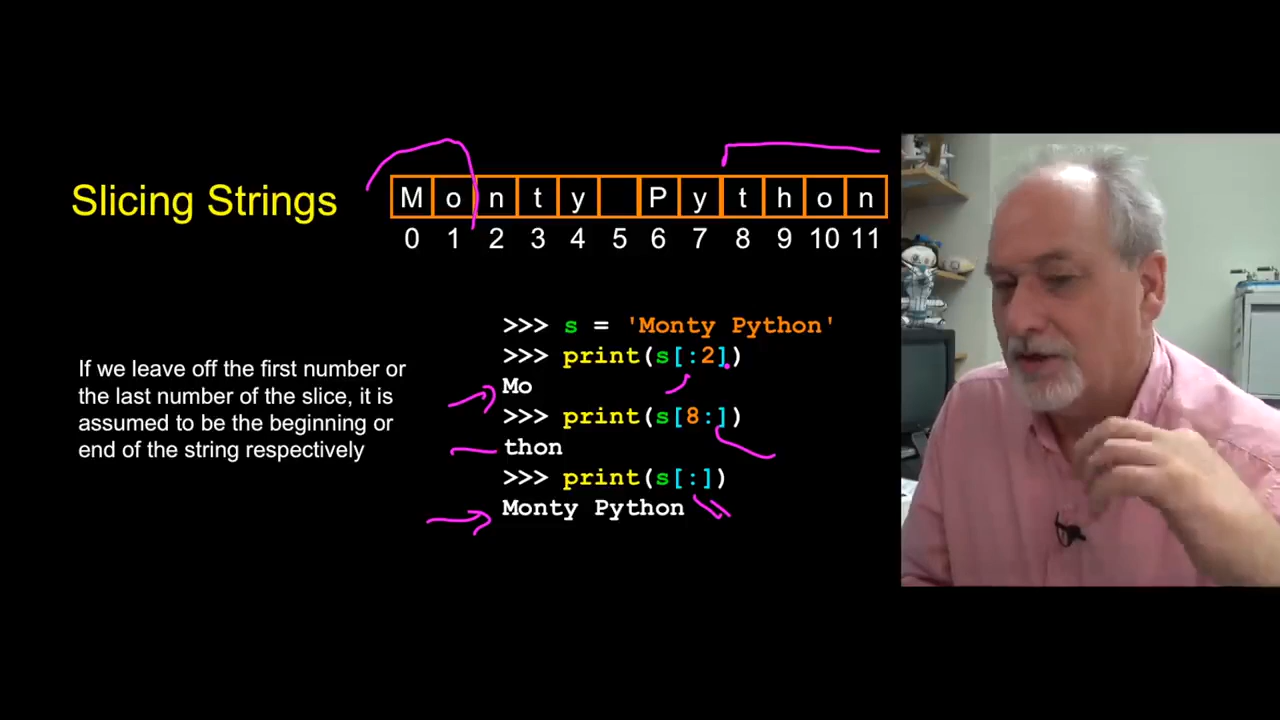 Slicing Strings
M o n t y P y t h o n
0 1 2 3 4 5 6 7 8 9 10 11
If we leave off the first number or
the last number of the slice, it is
assumed to be the beginning or
end of the string respectively
>>> s = 'Monty Python'
>>> print(s[:2])
Mo
>>> print(s[8:])
thon
>>> print(s[:])
Monty Python